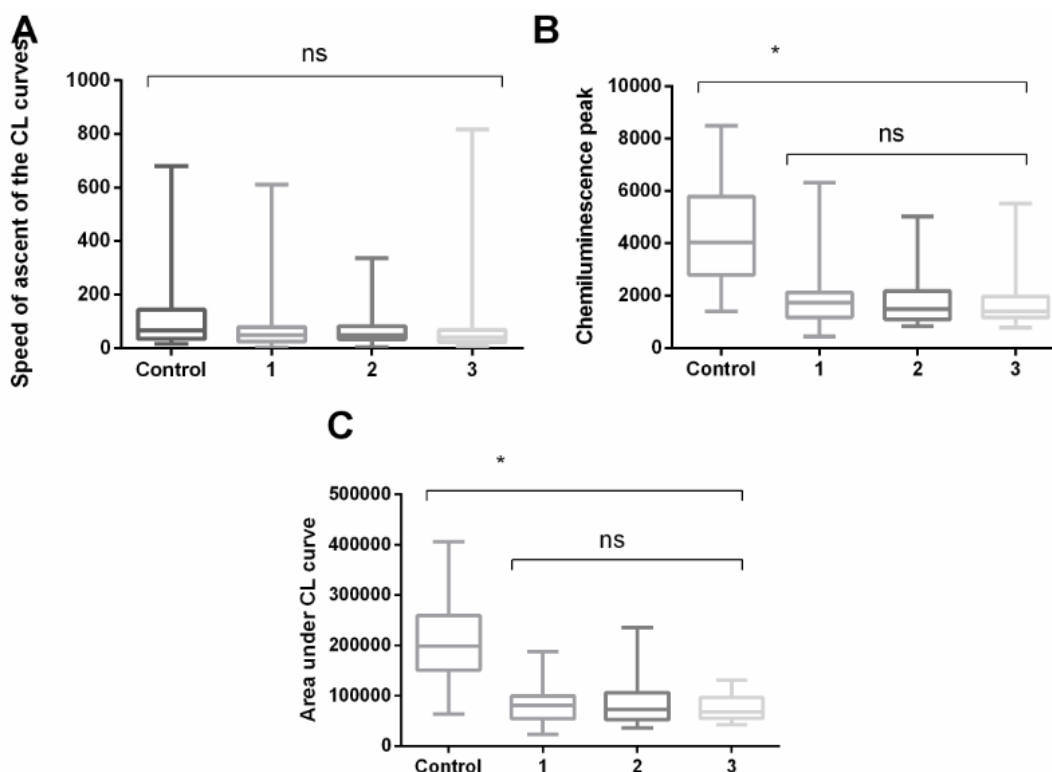 A
Speed of ascent of the CL curves
ns
1000
800
600
400
200
0
Control 1 2 3
B
Chemiluminescence peak
*
ns
10000
8000
6000
4000
2000
0
Control 1 2 3
C
Area under CL curve
*
ns
500000
400000
300000
200000
100000
0
Control 1 2 3